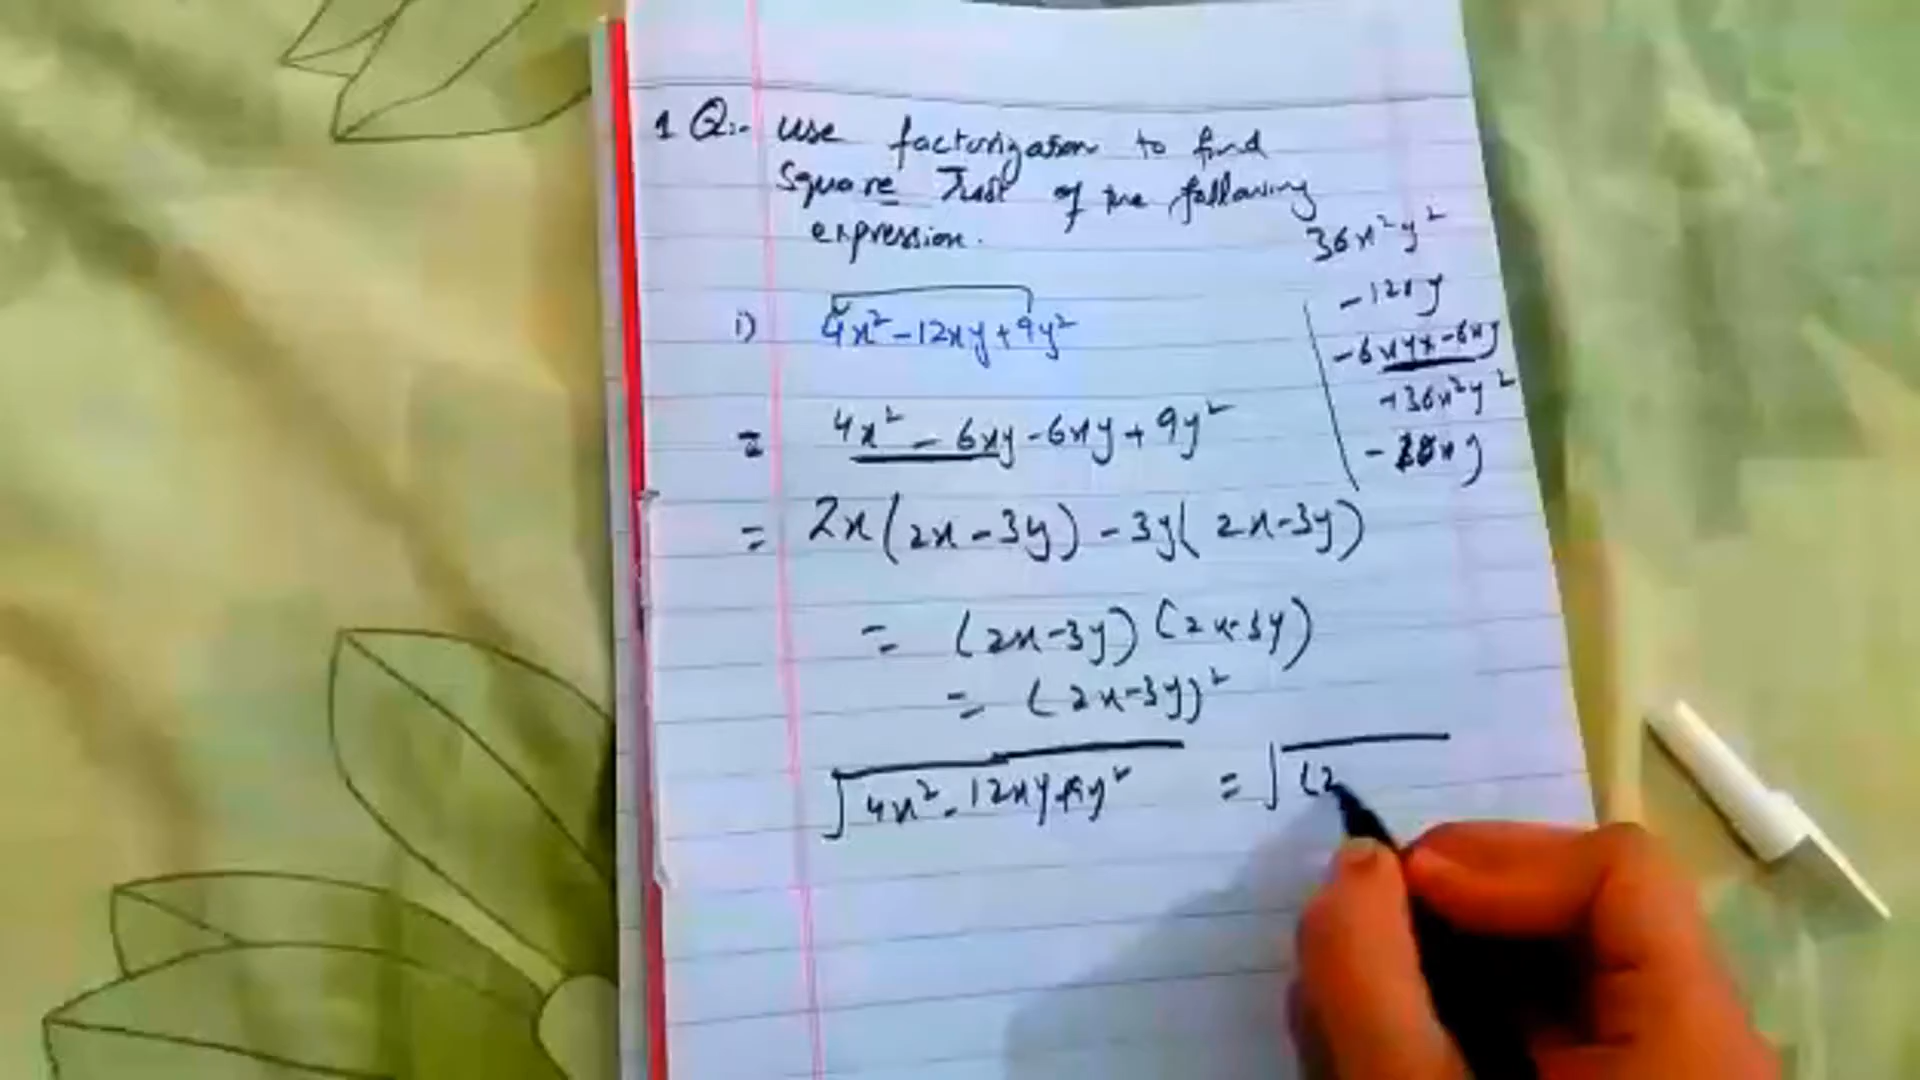 1 Q:- Use factorization to find
square root of the following
expression.
i) 4x² - 12xy + 9y²
= 4x² - 6xy - 6xy + 9y²
= 2x(2x - 3y) - 3y(2x - 3y)
= (2x - 3y)(2x - 3y)
= (2x - 3y)²
√4x² - 12xy + 9y² = √(2
36x²y²
-12xy
-6xy x -6xy
+36x²y²